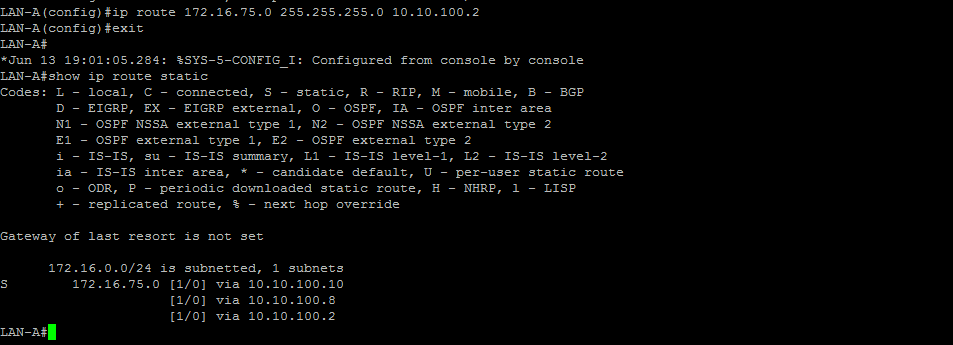 LAN-A(config)#ip route 172.16.75.0 255.255.255.0 10.10.100.2
LAN-A(config)#exit
LAN-A#
*Jun 13 19:01:05.284: %SYS-5-CONFIG_I: Configured from console by console
LAN-A#show ip route static
Codes: L - local, C - connected, S - static, R - RIP, M - mobile, B - BGP
       D - EIGRP, EX - EIGRP external, O - OSPF, IA - OSPF inter area
       N1 - OSPF NSSA external type 1, N2 - OSPF NSSA external type 2
       E1 - OSPF external type 1, E2 - OSPF external type 2
       i - IS-IS, su - IS-IS summary, L1 - IS-IS level-1, L2 - IS-IS level-2
       ia - IS-IS inter area, * - candidate default, U - per-user static route
       o - ODR, P - periodic downloaded static route, H - NHRP, l - LISP
       + - replicated route, % - next hop override
Gateway of last resort is not set
      172.16.0.0/24 is subnetted, 1 subnets
S        172.16.75.0 [1/0] via 10.10.100.10
                     [1/0] via 10.10.100.8
                     [1/0] via 10.10.100.2
LAN-A#